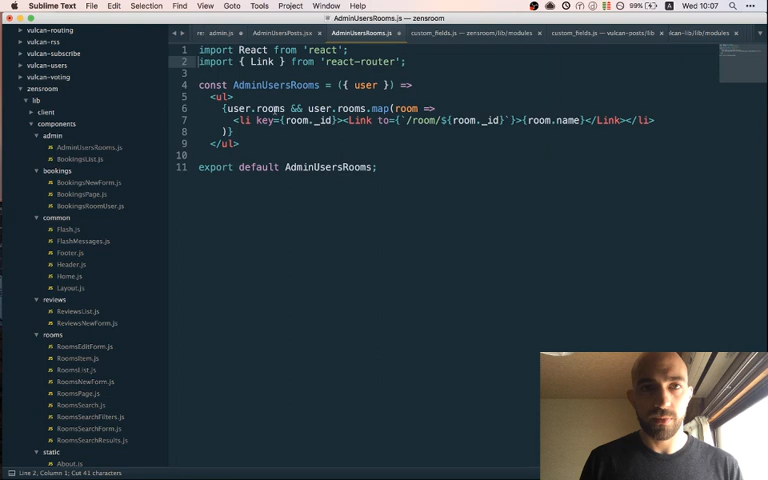 Sublime Text File Edit Selection Find View Goto Tools Project Window Help 99% Wed 10:07
AdminUsersRooms.js — zensroom
admin.js AdminUsersPosts.jsx AdminUsersRooms.js custom_fields.js — zensroom/lib/modules custom_fields.js — vulcan-posts/lib
vulcan-routing
vulcan-rss
vulcan-subscribe
vulcan-users
vulcan-voting
zensroom
lib
client
components
admin
AdminUsersRooms.js
BookingsList.js
bookings
BookingsNewForm.js
BookingsPage.js
BookingsRoomUser.js
common
Flash.js
FlashMessages.js
Footer.js
Header.js
Home.js
Layout.js
reviews
ReviewsList.js
ReviewsNewForm.js
rooms
RoomsEditForm.js
RoomsItem.js
RoomsList.js
RoomsNewForm.js
RoomsPage.js
RoomsSearch.js
RoomsSearchFilters.js
RoomsSearchForm.js
RoomsSearchResults.js
static
About.js
1 import React from 'react';
2 import { Link } from 'react-router';
3
4 const AdminUsersRooms = ({ user }) =>
5 <ul>
6 {user.rooms && user.rooms.map(room =>
7 <li key={room._id}><Link to={`/room/${room._id}`}>{room.name}</Link></li>
8 )}
9 </ul>
10
11 export default AdminUsersRooms;
Line 2, Column 1; Cut 41 characters